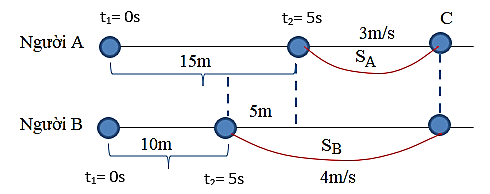 t₁= 0s
t₂= 5s
C
3m/s
Người A
S_A
15m
5m
Người B
10m
S_B
t₁= 0s
t₂= 5s
4m/s